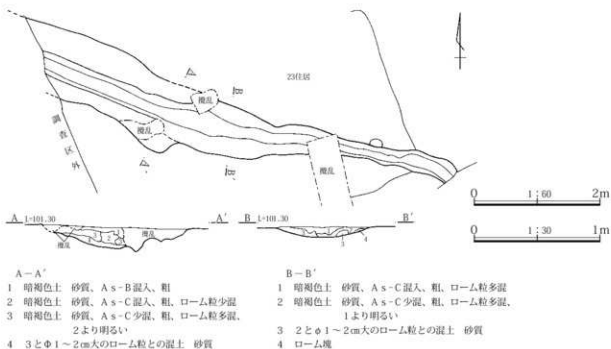 23住居
A
B
撹乱
撹乱
A'
B'
撹乱
調査区外
0 1:60 2m
0 1:30 1m
A L=101.30 A'
B L=101.30 B'
撹乱
撹乱
A－A'
1 暗褐色土 砂質、As-B混入、粗
2 暗褐色土 砂質、As-C混入、粗、ローム粒少混
3 暗褐色土 砂質、As-C少混、粗、ローム粒多混、
2より明るい
4 3とΦ1～2cm大のローム粒との混土 砂質
B－B'
1 暗褐色土 砂質、As-C混入、粗、ローム粒多混
2 暗褐色土 砂質、As-C少混、粗、ローム粒多混、
1より明るい
3 2とφ1～2cm大のローム粒との混土 砂質
4 ローム塊